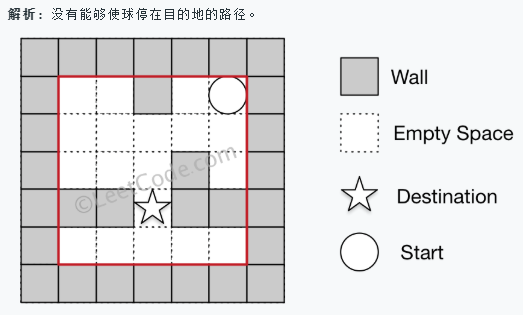 解析：没有能够使球停在目的地的路径。
Wall
Empty Space
©LeetCode.com
Destination
Start